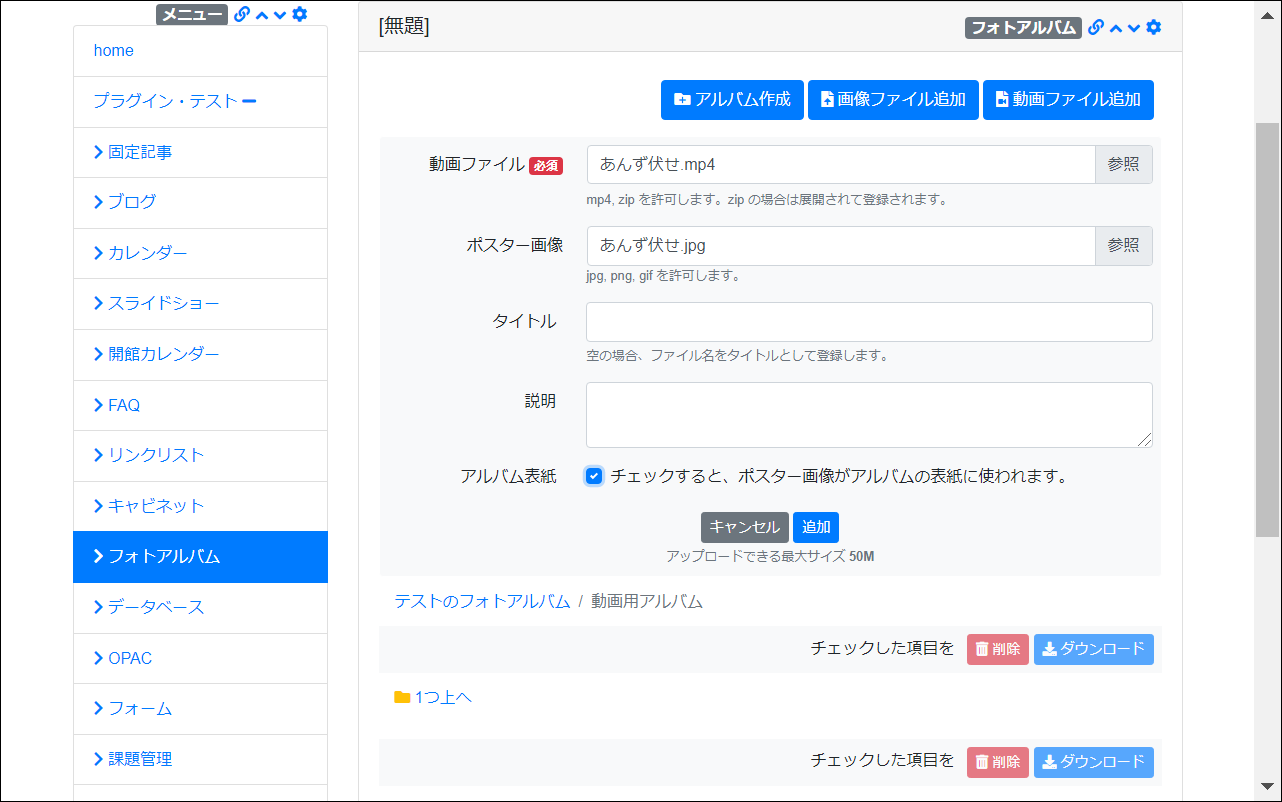 メニュー
home
プラグイン・テスト
固定記事
ブログ
カレンダー
スライドショー
開館カレンダー
FAQ
リンクリスト
キャビネット
フォトアルバム
データベース
OPAC
フォーム
課題管理
[無題]
フォトアルバム
アルバム作成 画像ファイル追加 動画ファイル追加
動画ファイル 必須 あんず伏せ.mp4 参照
mp4, zip を許可します。zip の場合は展開されて登録されます。
ポスター画像 あんず伏せ.jpg 参照
jpg, png, gif を許可します。
タイトル
空の場合、ファイル名をタイトルとして登録します。
説明
アルバム表紙 チェックすると、ポスター画像がアルバムの表紙に使われます。
キャンセル 追加
アップロードできる最大サイズ 50M
テストのフォトアルバム / 動画用アルバム
チェックした項目を 削除 ダウンロード
1つ上へ
チェックした項目を 削除 ダウンロード